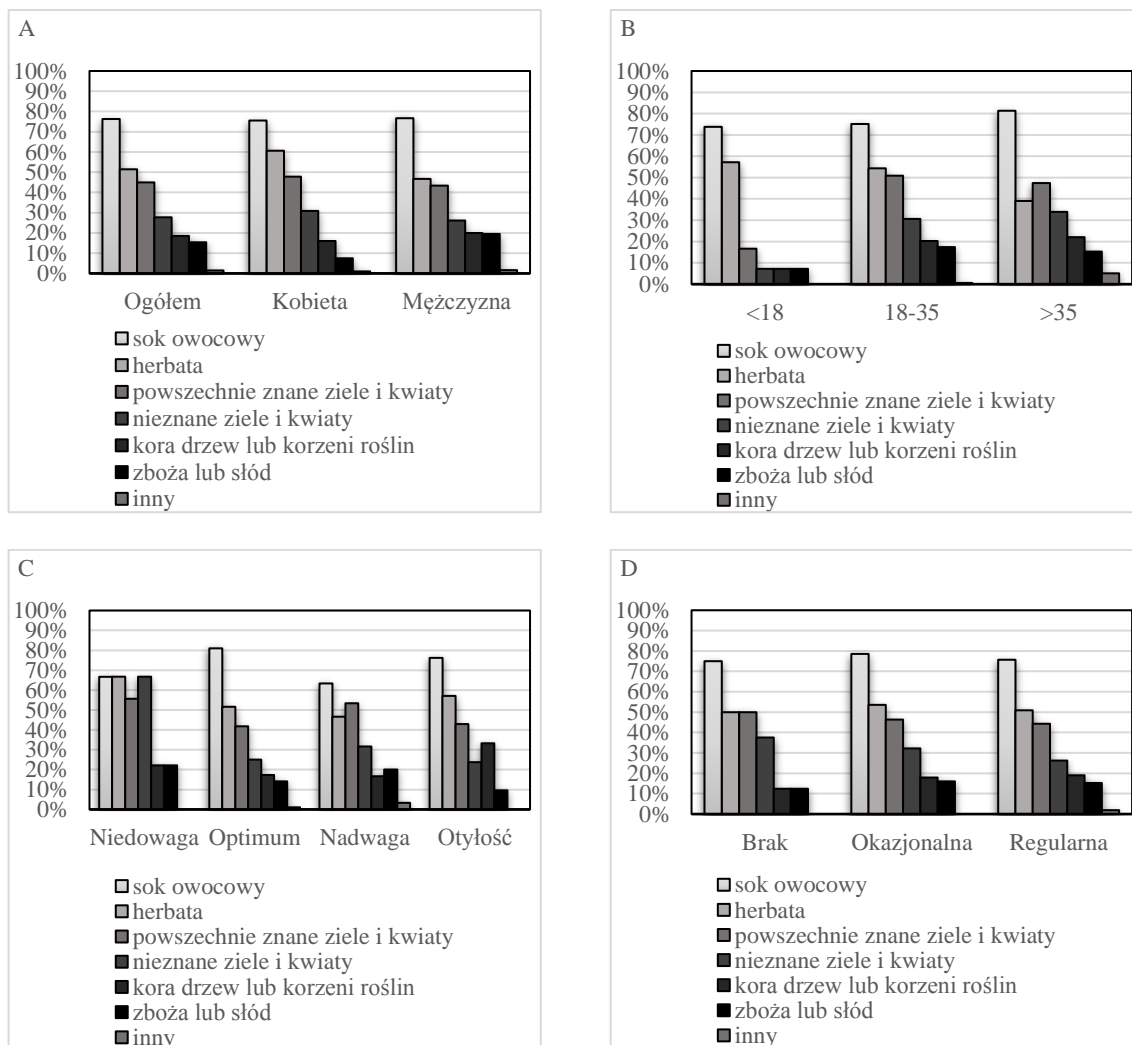 A
100%
90%
80%
70%
60%
50%
40%
30%
20%
10%
0%
Ogółem Kobieta Mężczyzna
sok owocowy
herbata
powszechnie znane ziele i kwiaty
nieznane ziele i kwiaty
kora drzew lub korzeni roślin
zboża lub słód
inny
B
100%
90%
80%
70%
60%
50%
40%
30%
20%
10%
0%
<18 18-35 >35
sok owocowy
herbata
powszechnie znane ziele i kwiaty
nieznane ziele i kwiaty
kora drzew lub korzeni roślin
zboża lub słód
inny
C
100%
90%
80%
70%
60%
50%
40%
30%
20%
10%
0%
Niedowaga Optimum Nadwaga Otyłość
sok owocowy
herbata
powszechnie znane ziele i kwiaty
nieznane ziele i kwiaty
kora drzew lub korzeni roślin
zboża lub słód
inny
D
100%
90%
80%
70%
60%
50%
40%
30%
20%
10%
0%
Brak Okazjonalna Regularna
sok owocowy
herbata
powszechnie znane ziele i kwiaty
nieznane ziele i kwiaty
kora drzew lub korzeni roślin
zboża lub słód
inny